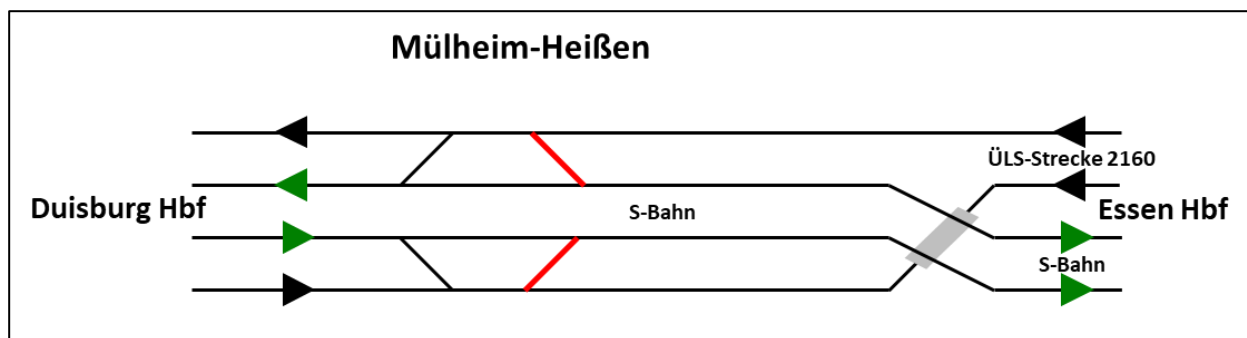 Mülheim-Heißen
ÜLS-Strecke 2160
Duisburg Hbf
S-Bahn
Essen Hbf
S-Bahn